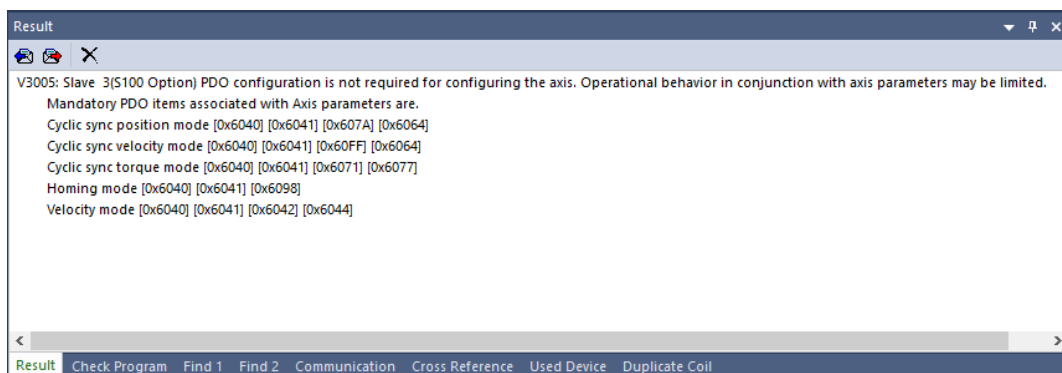 Result
V3005: Slave  3(S100 Option) PDO configuration is not required for configuring the axis. Operational behavior in conjunction with axis parameters may be limited.
Mandatory PDO items associated with Axis parameters are.
Cyclic sync position mode [0x6040] [0x6041] [0x607A] [0x6064]
Cyclic sync velocity mode [0x6040] [0x6041] [0x60FF] [0x6064]
Cyclic sync torque mode [0x6040] [0x6041] [0x6071] [0x6077]
Homing mode [0x6040] [0x6041] [0x6098]
Velocity mode [0x6040] [0x6041] [0x6042] [0x6044]
Result Check Program Find 1 Find 2 Communication Cross Reference Used Device Duplicate Coil